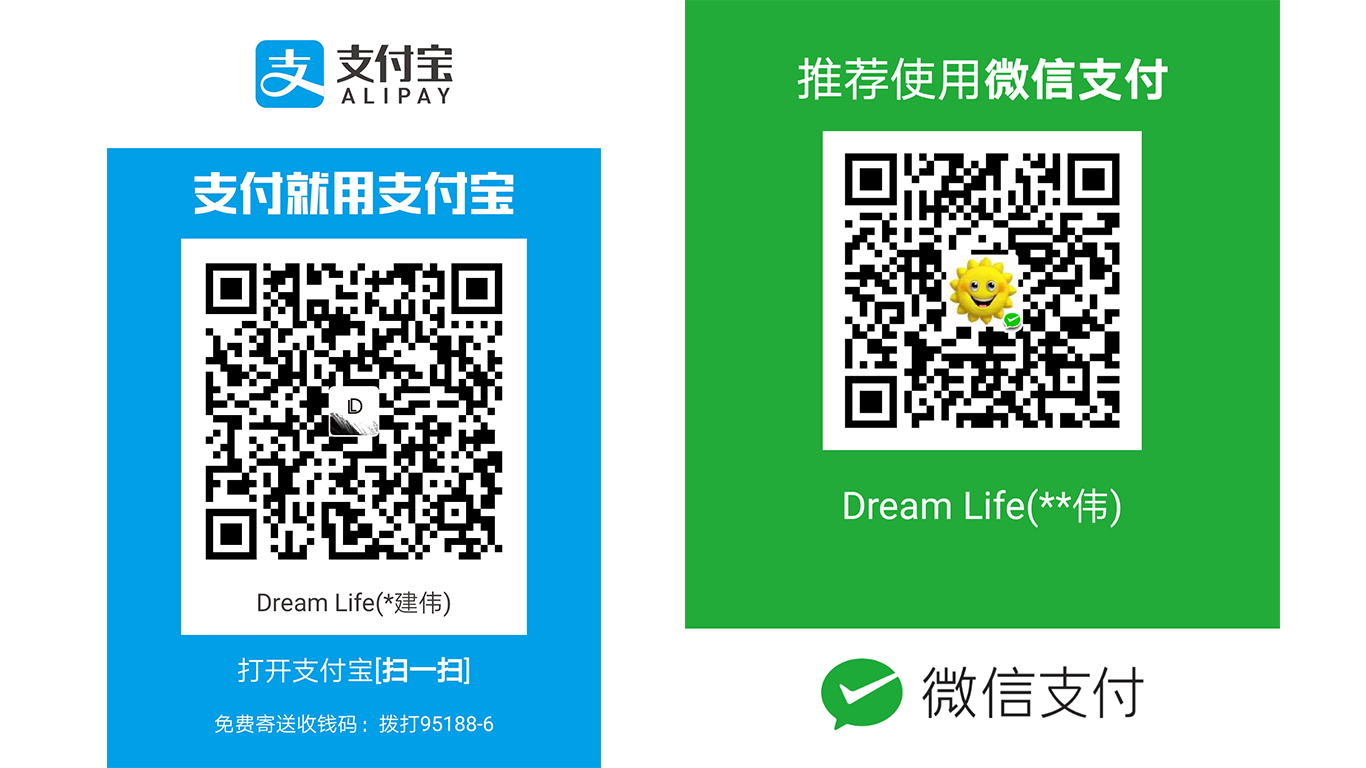 支付宝
ALIPAY
支付就用支付宝
LD
Dream Life(*建伟)
打开支付宝[扫一扫]
免费寄送收钱码：拨打95188-6
推荐使用微信支付
Dream Life(**伟)
微信支付